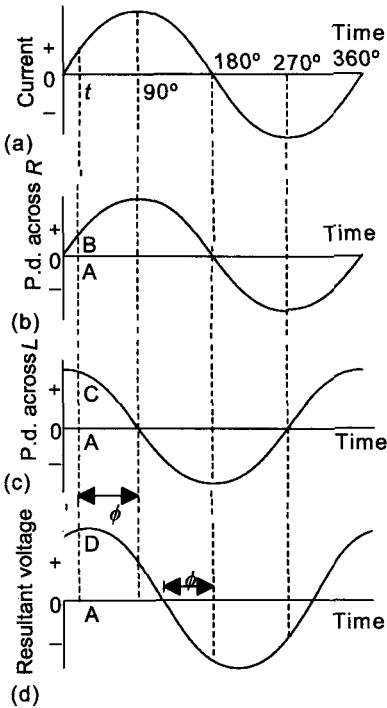 Current
+
0
−
t
90°
180°
270°
Time
360°
(a)
P.d. across R
+
0
−
B
A
Time
(b)
P.d. across L
+
0
−
C
A
Time
(c)
ϕ
Resultant voltage
+
0
−
D
A
ϕ
Time
(d)